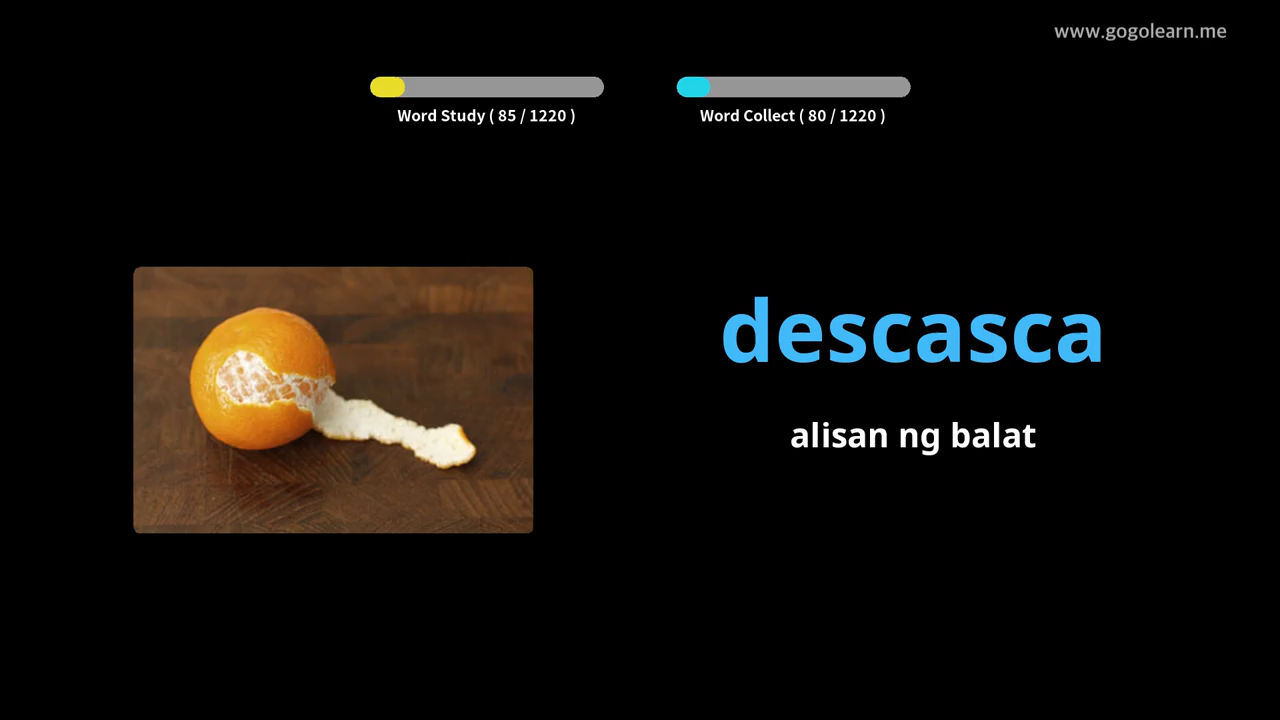 www.gogolearn.me
Word Study ( 85 / 1220 )
Word Collect ( 80 / 1220 )
descasca
alisan ng balat